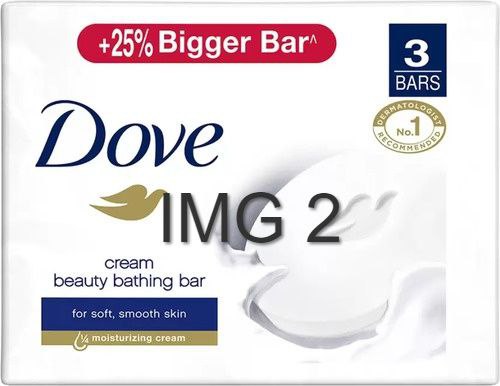 +25% Bigger Bar^
3
BARS
DERMATOLOGIST
No.1
RECOMMENDED
Dove
IMG 2
cream
beauty bathing bar
for soft, smooth skin
¼ moisturizing cream